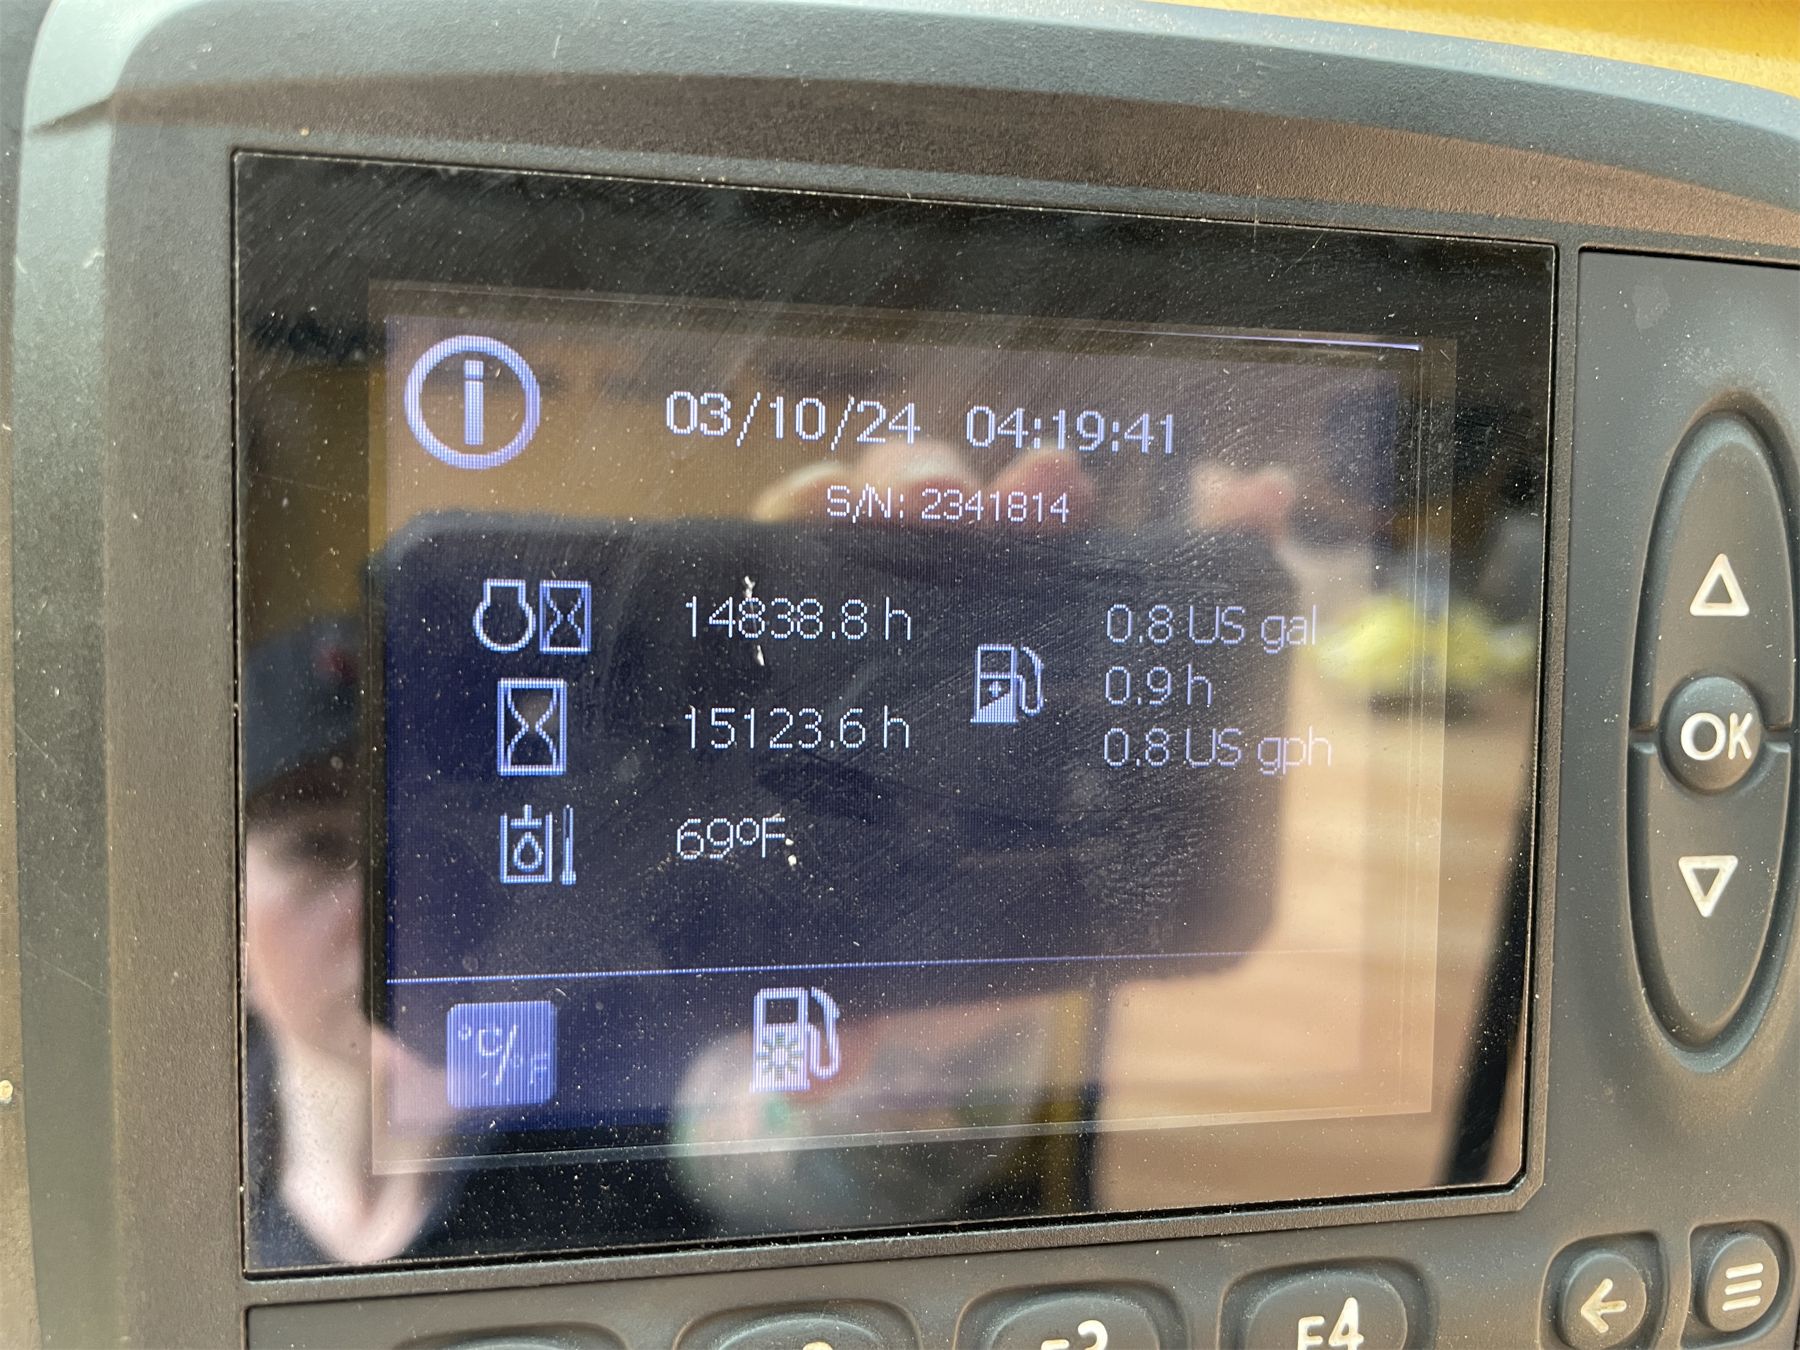 03/10/24 04:19:41
S/N: 2341814
14838.8 h
0.8 US gal
0.9 h
15123.6 h
0.8 US gph
69ºF
°C/°F
OK
F4